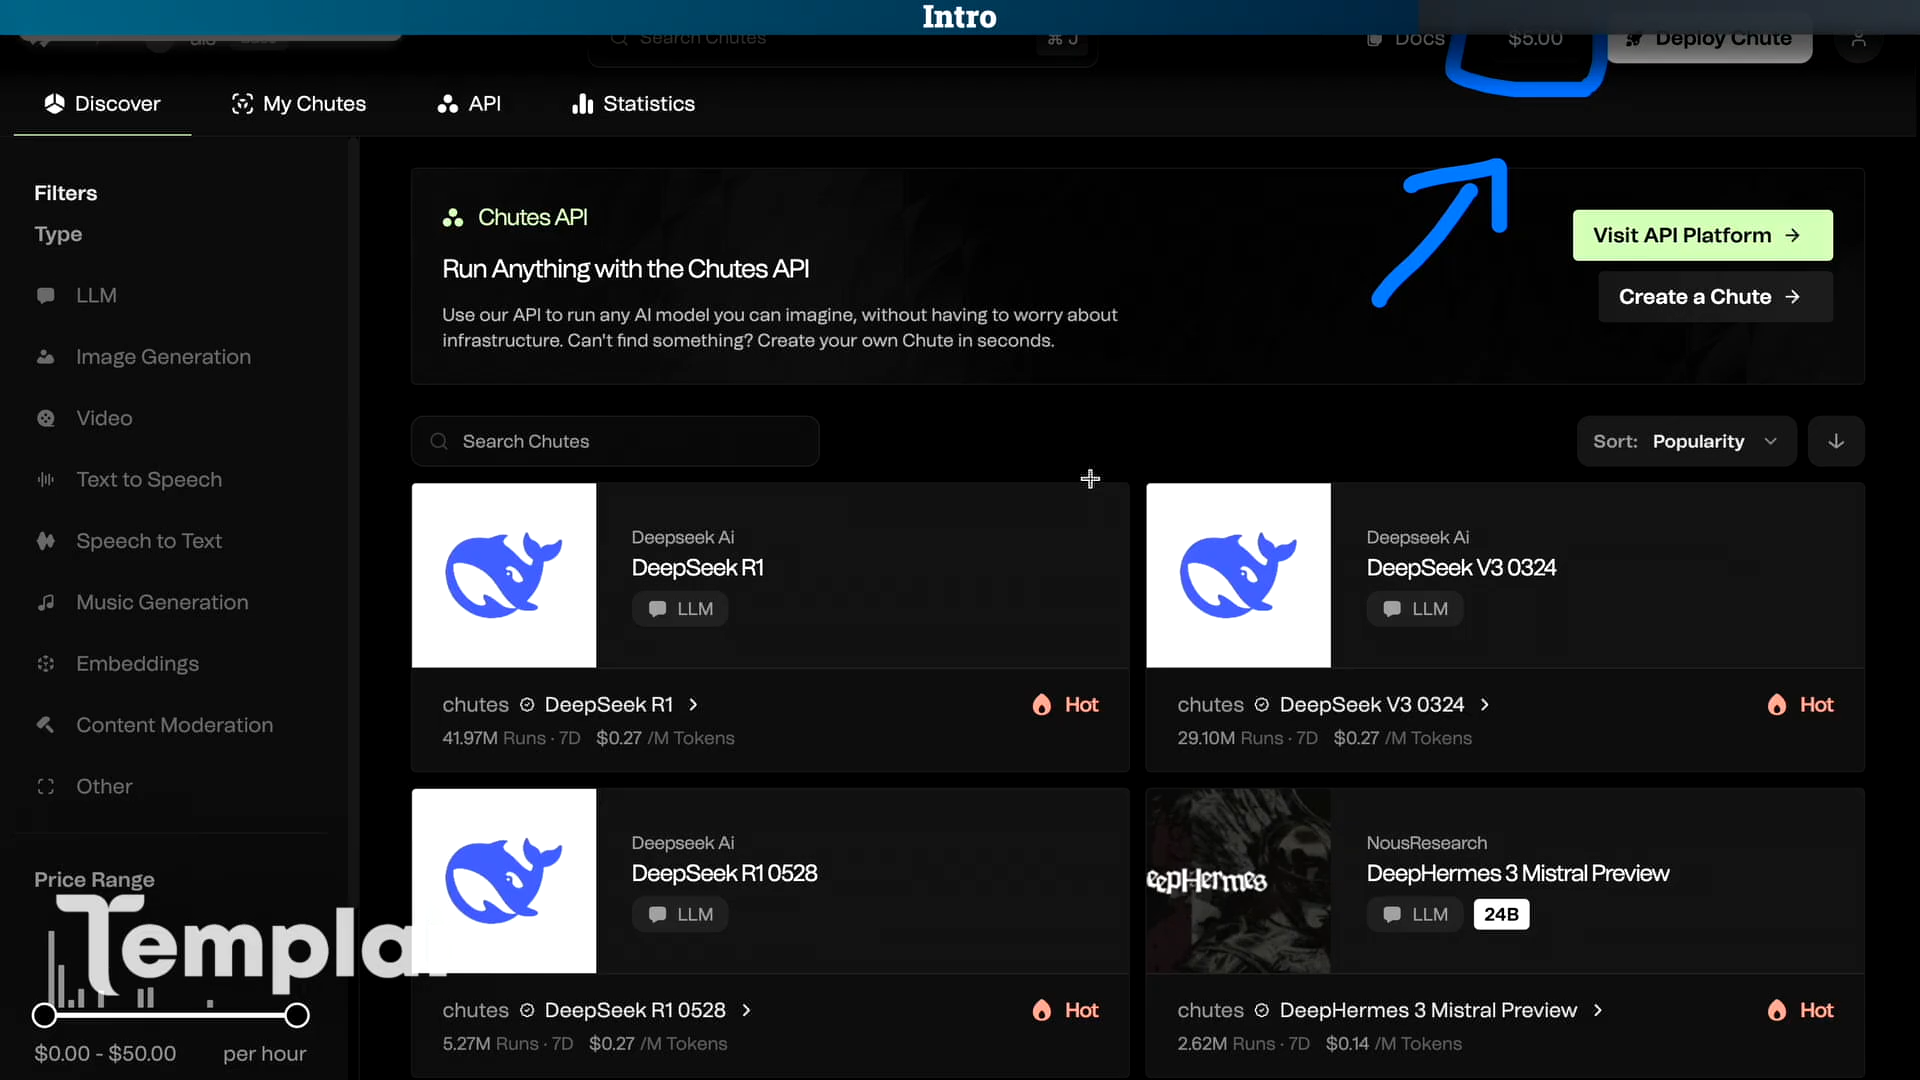 Intro
Search Chutes
⌘ J
Docs
$5.00
Deploy Chute
Discover
My Chutes
API
Statistics
Filters
Type
LLM
Image Generation
Video
Text to Speech
Speech to Text
Music Generation
Embeddings
Content Moderation
Other
Price Range
$0.00 - $50.00 per hour
Templar
Chutes API
Run Anything with the Chutes API
Use our API to run any AI model you can imagine, without having to worry about
infrastructure. Can't find something? Create your own Chute in seconds.
Visit API Platform →
Create a Chute →
Search Chutes
Sort: Popularity
Deepseek Ai
DeepSeek R1
LLM
chutes DeepSeek R1 >
Hot
41.97M Runs · 7D $0.27 /M Tokens
Deepseek Ai
DeepSeek V3 0324
LLM
chutes DeepSeek V3 0324 >
Hot
29.10M Runs · 7D $0.27 /M Tokens
Deepseek Ai
DeepSeek R1 0528
LLM
chutes DeepSeek R1 0528 >
Hot
5.27M Runs · 7D $0.27 /M Tokens
eepHermes
NousResearch
DeepHermes 3 Mistral Preview
LLM
24B
chutes DeepHermes 3 Mistral Preview >
Hot
2.62M Runs · 7D $0.14 /M Tokens